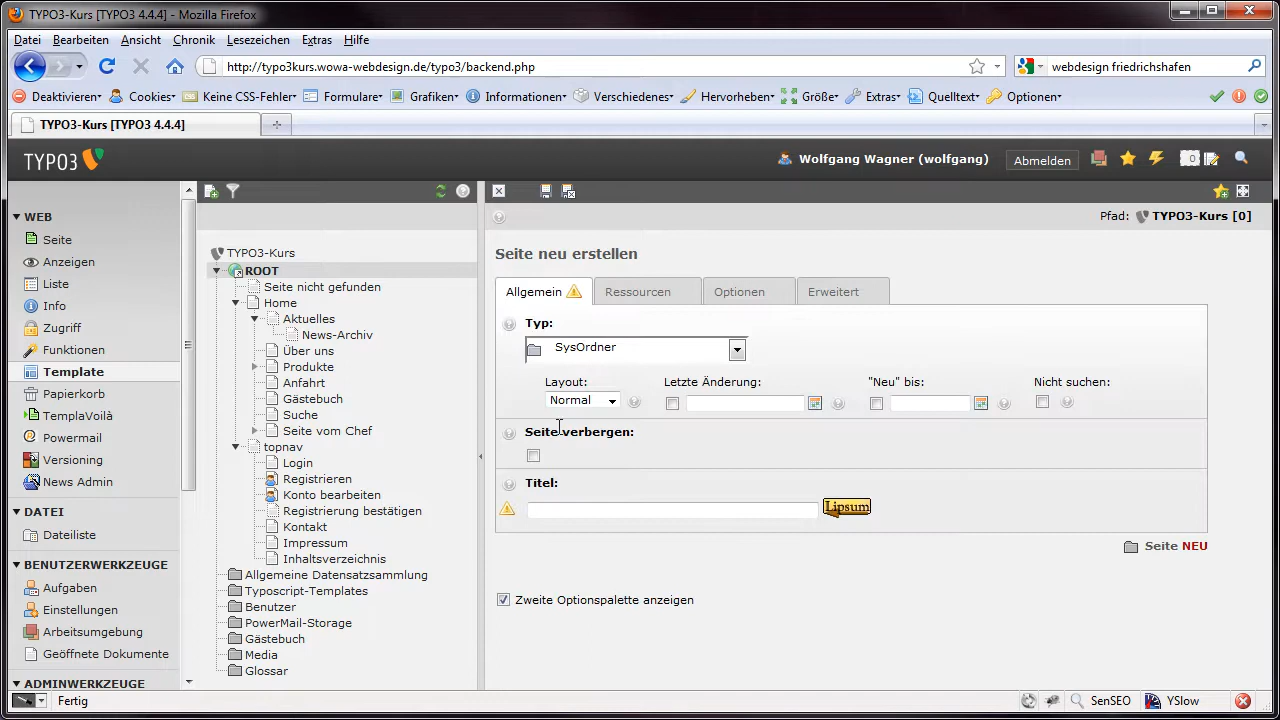 TYPO3-Kurs [TYPO3 4.4.4] - Mozilla Firefox
Datei Bearbeiten Ansicht Chronik Lesezeichen Extras Hilfe
http://typo3kurs.wowa-webdesign.de/typo3/backend.php
webdesign friedrichshafen
Deaktivieren Cookies Keine CSS-Fehler Formulare Grafiken Informationen Verschiedenes Hervorheben Größe Extras Quelltext Optionen
TYPO3-Kurs [TYPO3 4.4.4]
TYPO3
Wolfgang Wagner (wolfgang)
Abmelden
0
WEB
Seite
Anzeigen
Liste
Info
Zugriff
Funktionen
Template
Papierkorb
TemplaVoilà
Powermail
Versioning
News Admin
DATEI
Dateiliste
BENUTZERWERKZEUGE
Aufgaben
Einstellungen
Arbeitsumgebung
Geöffnete Dokumente
ADMINWERKZEUGE
TYPO3-Kurs
ROOT
Seite nicht gefunden
Home
Aktuelles
News-Archiv
Über uns
Produkte
Anfahrt
Gästebuch
Suche
Seite vom Chef
topnav
Login
Registrieren
Konto bearbeiten
Registrierung bestätigen
Kontakt
Impressum
Inhaltsverzeichnis
Allgemeine Datensatzsammlung
Typoscript-Templates
Benutzer
PowerMail-Storage
Gästebuch
Media
Glossar
Pfad: TYPO3-Kurs [0]
Seite neu erstellen
Allgemein Ressourcen Optionen Erweitert
Typ:
SysOrdner
Layout: Letzte Änderung: "Neu" bis: Nicht suchen:
Normal
Seite verbergen:
Titel:
Lipsum
Seite NEU
Zweite Optionspalette anzeigen
Fertig
SenSEO
YSlow